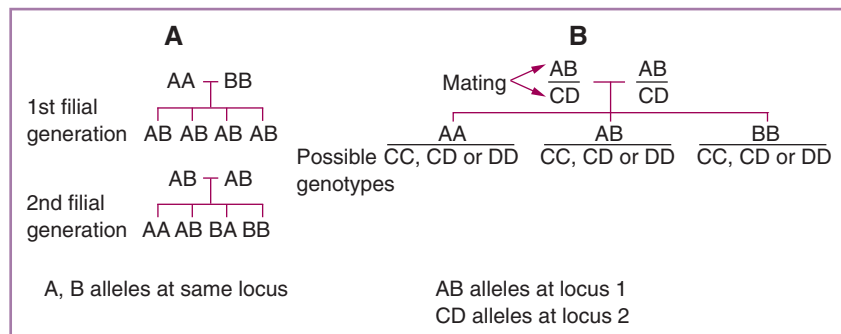 A
AA BB
1st filial
generation AB AB AB AB
AB AB
2nd filial
generation AA AB BA BB
A, B alleles at same locus
B
Mating AB AB
CD CD
AA AB BB
Possible CC, CD or DD CC, CD or DD CC, CD or DD
genotypes
AB alleles at locus 1
CD alleles at locus 2